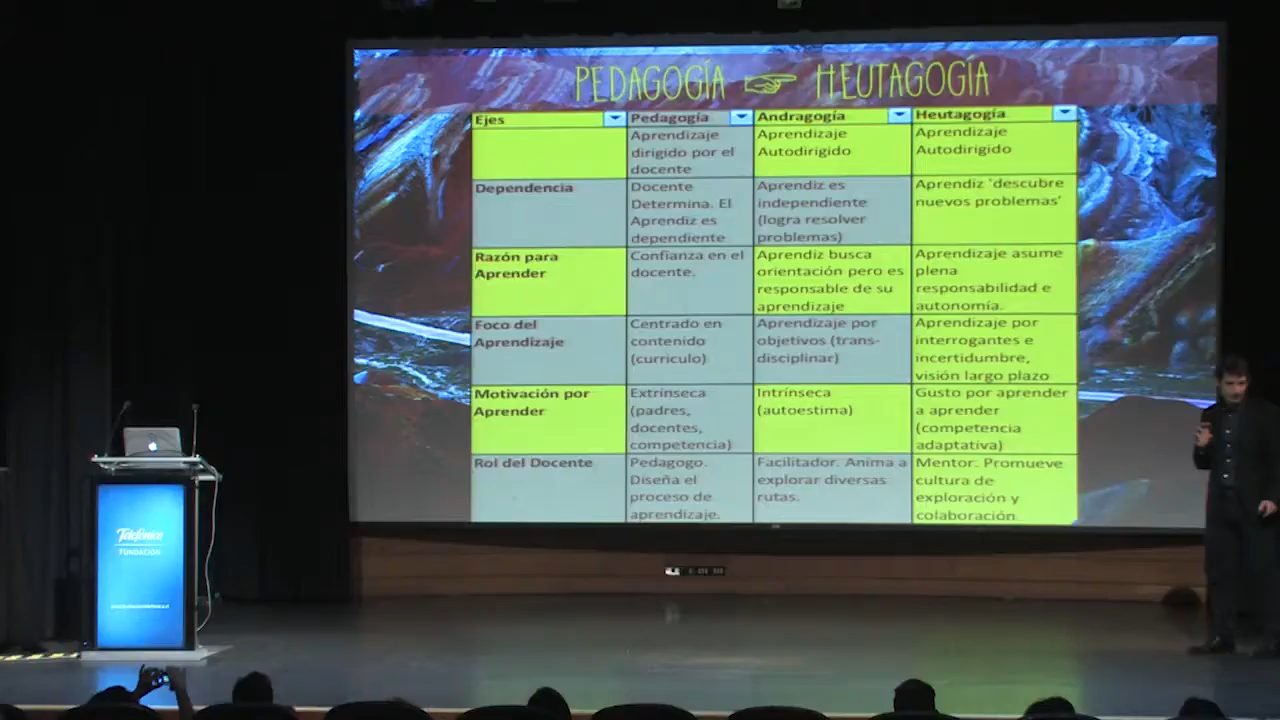 PEDAGOGÍA HEUTAGOGÍA
Ejes Pedagogía Andragogía Heutagogía
Aprendizaje dirigido por el docente
Aprendizaje Autodirigido
Aprendizaje Autodirigido
Dependencia
Docente Determina. El Aprendiz es dependiente
Aprendiz es independiente (logra resolver problemas)
Aprendiz 'descubre nuevos problemas'
Razón para Aprender
Confianza en el docente.
Aprendiz busca orientación pero es responsable de su aprendizaje
Aprendizaje asume plena responsabilidad e autonomía.
Foco del Aprendizaje
Centrado en contenido (curriculo)
Aprendizaje por objetivos (trans-disciplinar)
Aprendizaje por interrogantes e incertidumbre, visión largo plazo
Motivación por Aprender
Extrínseca (padres, docentes, competencia)
Intrínseca (autoestima)
Gusto por aprender a aprender (competencia adaptativa)
Rol del Docente
Pedagogo. Diseña el proceso de aprendizaje.
Facilitador. Anima a explorar diversas rutas.
Mentor. Promueve cultura de exploración y colaboración.
Telefónica
FUNDACIÓN